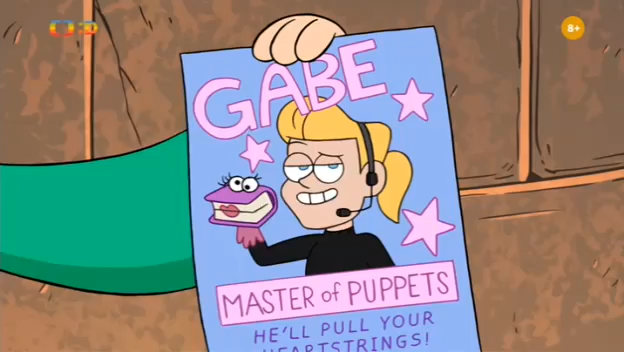 :D
8+
GABE
MASTER of PUPPETS
HE'LL PULL YOUR
HEARTSTRINGS!